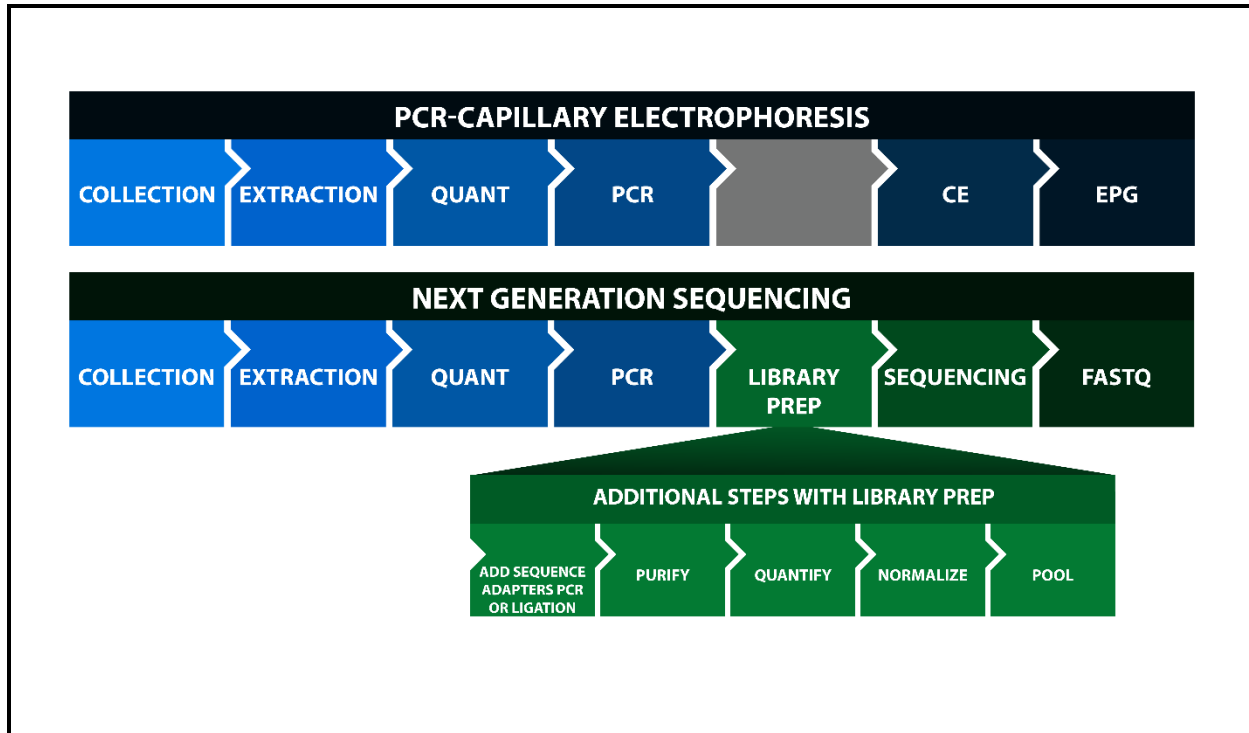 PCR-CAPILLARY ELECTROPHORESIS
COLLECTION EXTRACTION QUANT PCR CE EPG
NEXT GENERATION SEQUENCING
COLLECTION EXTRACTION QUANT PCR LIBRARY PREP SEQUENCING FASTQ
ADDITIONAL STEPS WITH LIBRARY PREP
ADD SEQUENCE ADAPTERS PCR OR LIGATION PURIFY QUANTIFY NORMALIZE POOL